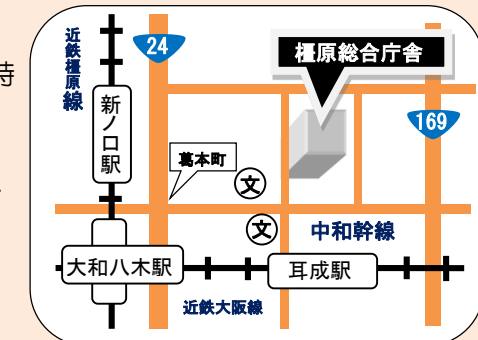 近鉄橿原線
24
橿原総合庁舎
時
新ノ口駅
169
葛本町
文
文
中和幹線
大和八木駅
耳成駅
近鉄大阪線